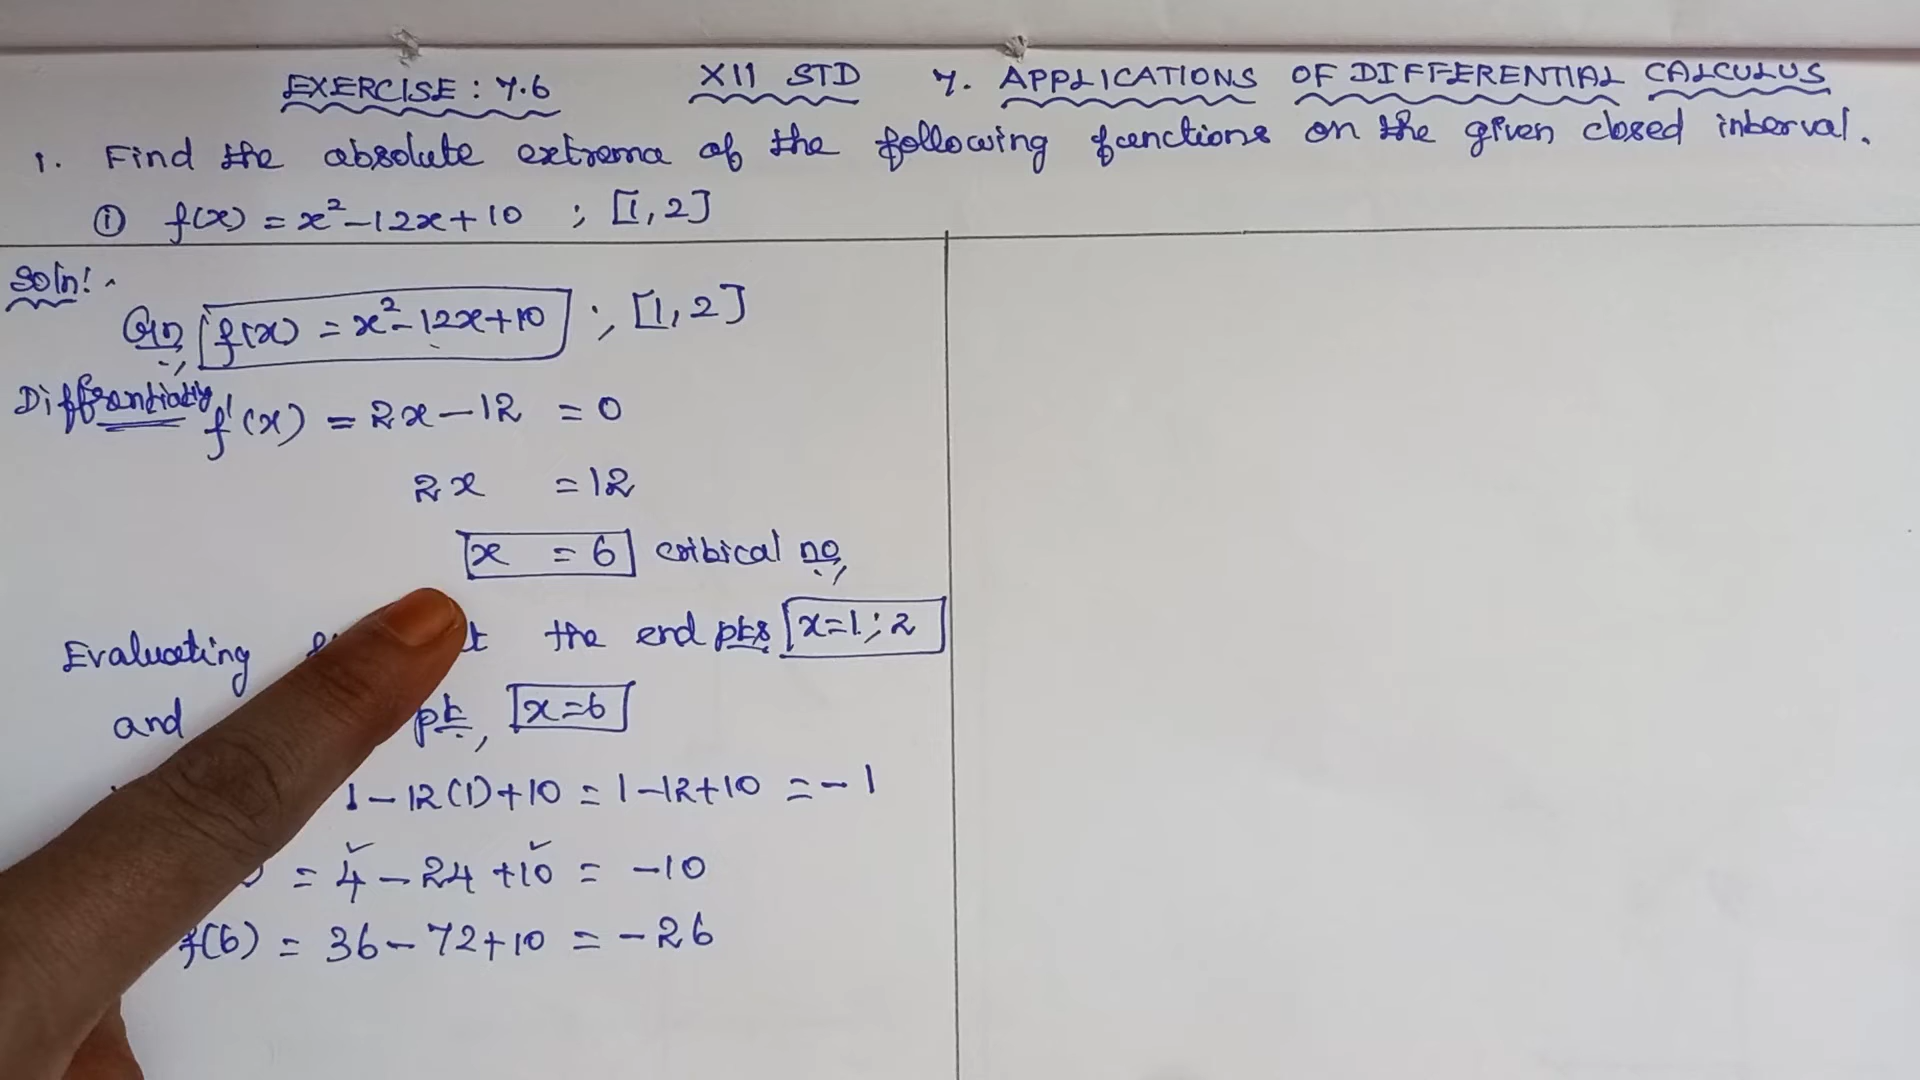 EXERCISE : 7.6 XII STD 7. APPLICATIONS OF DIFFERENTIAL CALCULUS
1. Find the absolute extrema of the following functions on the given closed interval.
① f(x) = x²-12x+10 ; [1,2]
Soln:
Gn, f(x) = x²-12x+10 ; [1,2]
Differentiating, f'(x) = 2x-12 = 0
2x = 12
x = 6 critical no,
Evaluating the end pts x=1;2
and pt, x=6
1-12(1)+10 = 1-12+10 = -1
= 4-24+10 = -10
f(6) = 36-72+10 = -26